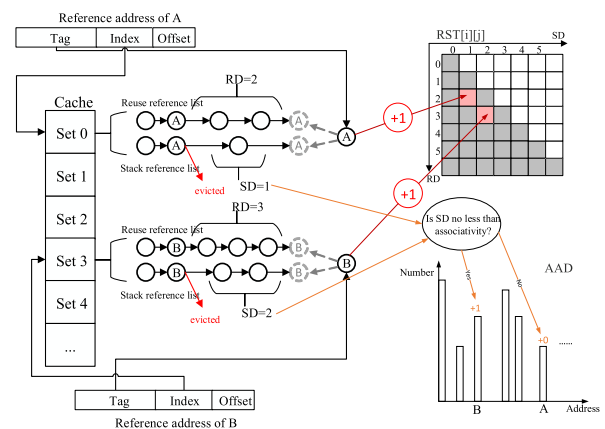 Reference address of A
Tag Index Offset
RST[i][j]
SD
0 1 2 3 4 5
0
1
2
3
4
5
RD
Cache
Set 0
Set 1
Set 2
Set 3
Set 4
...
RD=2
Reuse reference list
A
A
A
Stack reference list
A
A
evicted
SD=1
+1
RD=3
Reuse reference list
B
B
B
Stack reference list
B
B
evicted
SD=2
+1
Is SD no less than
associativity?
Yes
No
AAD
Number
+1
+0
......
B
A
Address
Tag Index Offset
Reference address of B